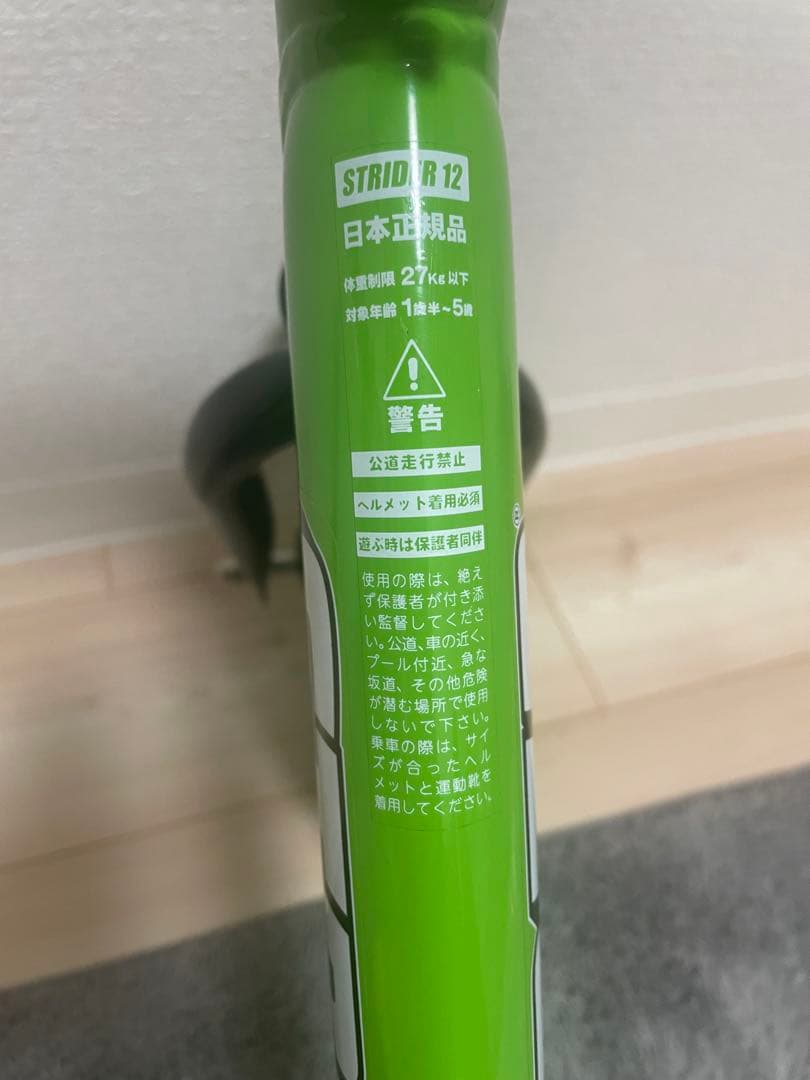 STRIDER 12
日本正規品
体重制限 27Kg以下
対象年齢 1歳半~5歳
!
警告
公道走行禁止
ヘルメット着用必須
遊ぶ時は保護者同伴
使用の際は、絶え
ず保護者が付き添
い監督してくださ
い。公道、車の近く、
プール付近、急な
坂道、その他危険
が潜む場所で使用
しないで下さい。
乗車の際は、サイ
ズが合ったヘル
メットと運動靴を
着用してください。
®